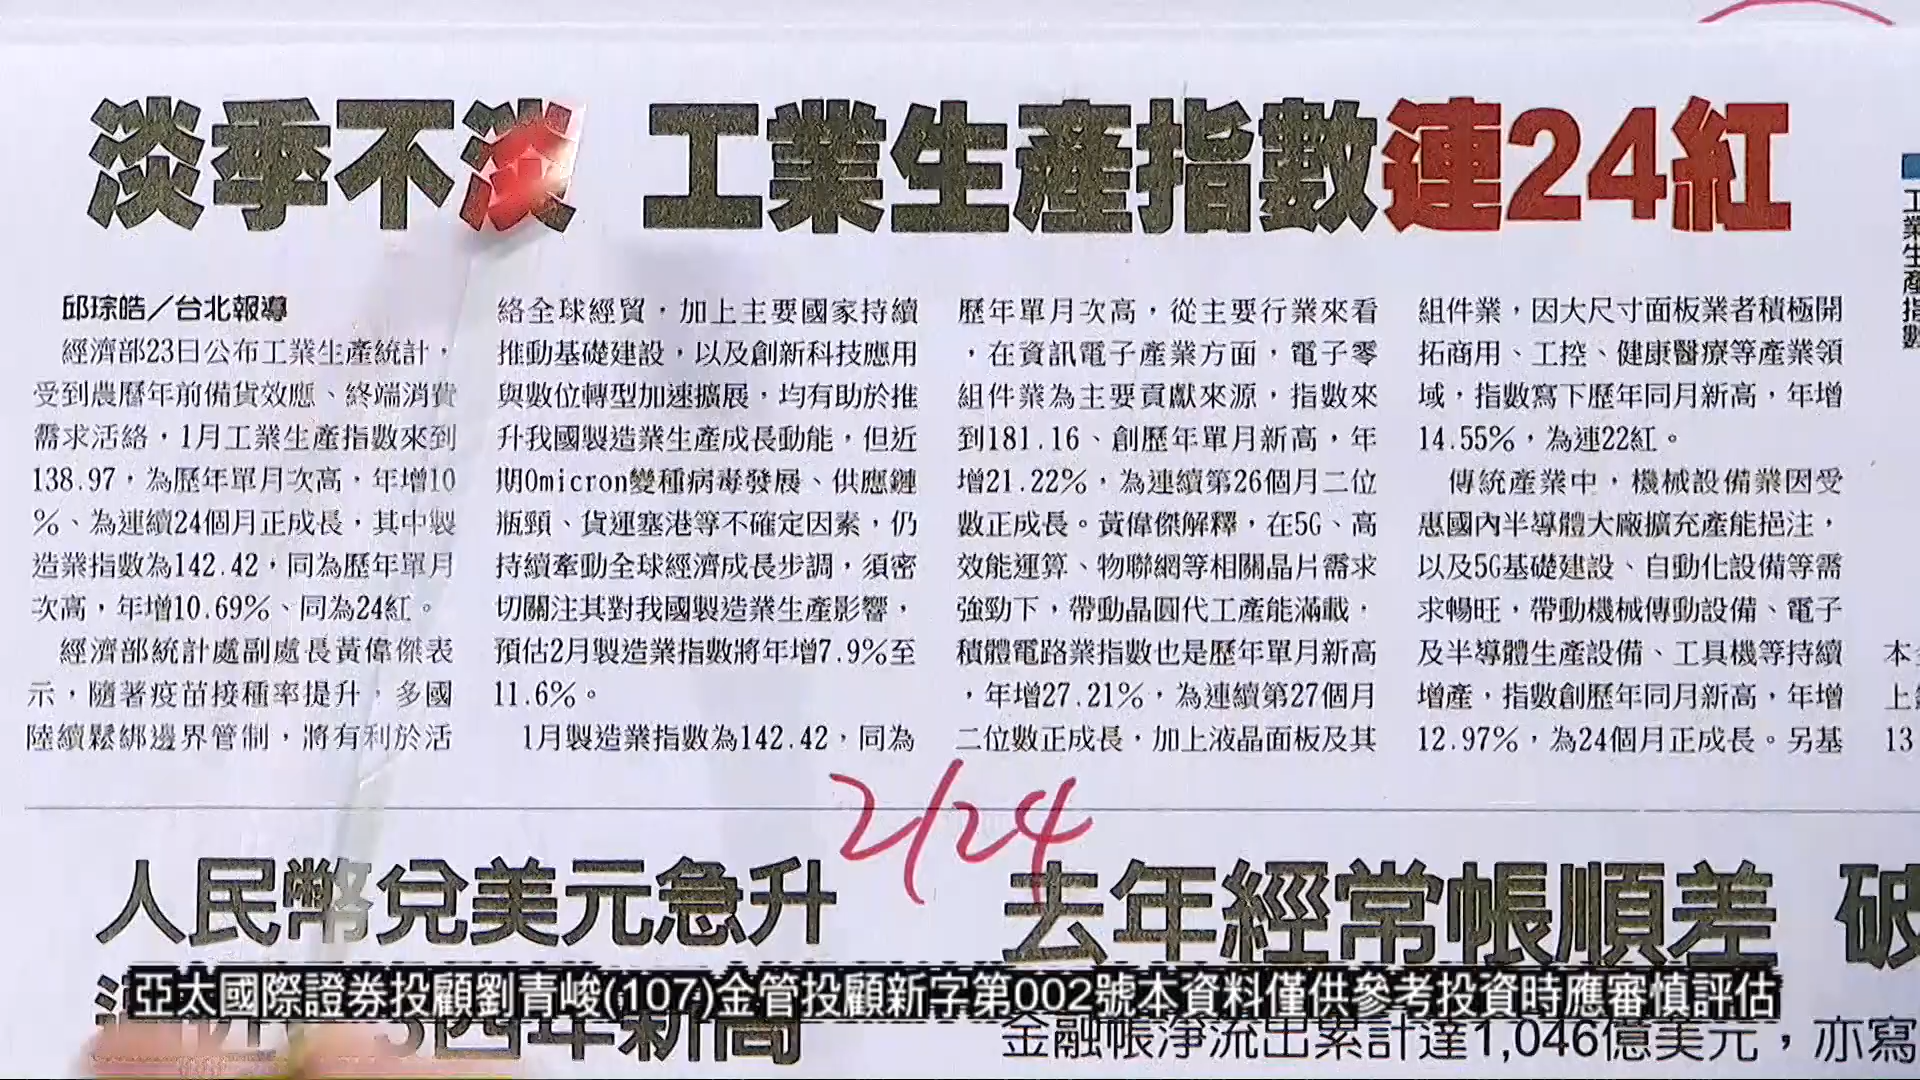 淡季不淡 工業生產指數連24紅
邱琮皓／台北報導
經濟部23日公布工業生產統計，
受到農曆年前備貨效應、終端消費
需求活絡，1月工業生產指數來到
138.97，為歷年單月次高，年增10
%、為連續24個月正成長，其中製
造業指數為142.42，同為歷年單月
次高，年增10.69%、同為24紅。
經濟部統計處副處長黃偉傑表
示，隨著疫苗接種率提升，多國
陸續鬆綁邊界管制，將有利於活
絡全球經貿，加上主要國家持續
推動基礎建設，以及創新科技應用
與數位轉型加速擴展，均有助於推
升我國製造業生產成長動能，但近
期Omicron變種病毒發展、供應鏈
瓶頸、貨運塞港等不確定因素，仍
持續牽動全球經濟成長步調，須密
切關注其對我國製造業生產影響，
預估2月製造業指數將年增7.9%至
11.6%。
1月製造業指數為142.42，同為
歷年單月次高，從主要行業來看
，在資訊電子產業方面，電子零
組件業為主要貢獻來源，指數來
到181.16、創歷年單月新高，年
增21.22%，為連續第26個月二位
數正成長。黃偉傑解釋，在5G、高
效能運算、物聯網等相關晶片需求
強勁下，帶動晶圓代工產能滿載，
積體電路業指數也是歷年單月新高
，年增27.21%，為連續第27個月
二位數正成長，加上液晶面板及其
組件業，因大尺寸面板業者積極開
拓商用、工控、健康醫療等產業領
域，指數寫下歷年同月新高，年增
14.55%，為連22紅。
傳統產業中，機械設備業因受
惠國內半導體大廠擴充產能挹注，
以及5G基礎建設、自動化設備等需
求暢旺，帶動機械傳動設備、電子
及半導體生產設備、工具機等持續
增產，指數創歷年同月新高，年增
12.97%，為24個月正成長。另基
工業生產指數
本
上
13
2/24
人民幣兌美元急升
四年新高
去年經常帳順差 破
金融帳淨流出累計達1,046億美元，亦寫
亞太國際證券投顧劉青峻(107)金管投顧新字第002號本資料僅供參考投資時應審慎評估